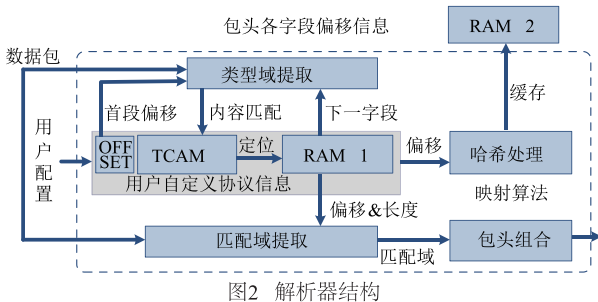 包头各字段偏移信息
RAM 2
数据包
类型域提取
缓存
首段偏移
内容匹配
下一字段
用户配置
OFF
SET
TCAM
定位
RAM 1
偏移
哈希处理
用户自定义协议信息
映射算法
偏移&长度
匹配域提取
匹配域
包头组合
图2 解析器结构